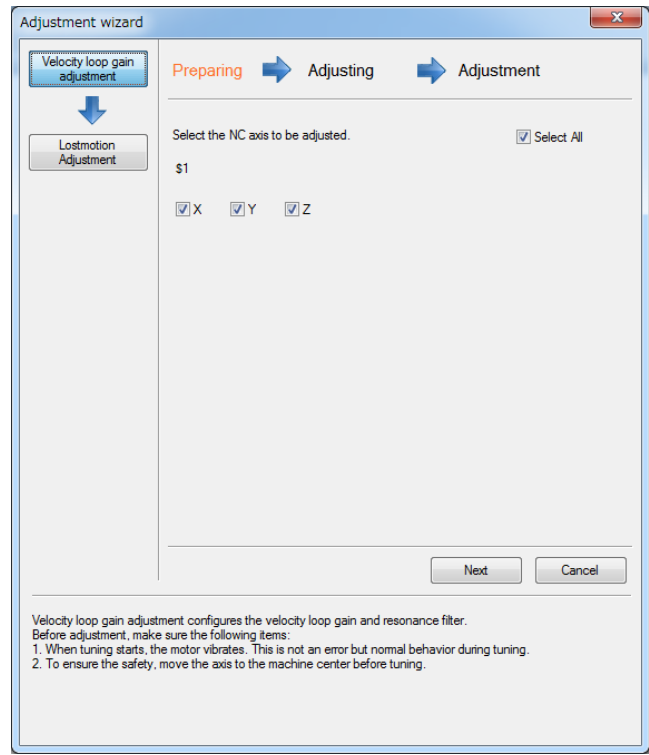 Adjustment wizard
Velocity loop gain
adjustment
Preparing Adjusting Adjustment
Lostmotion
Adjustment
Select the NC axis to be adjusted. Select All
$1
X Y Z
Next Cancel
Velocity loop gain adjustment configures the velocity loop gain and resonance filter.
Before adjustment, make sure the following items:
1. When tuning starts, the motor vibrates. This is not an error but normal behavior during tuning.
2. To ensure the safety, move the axis to the machine center before tuning.